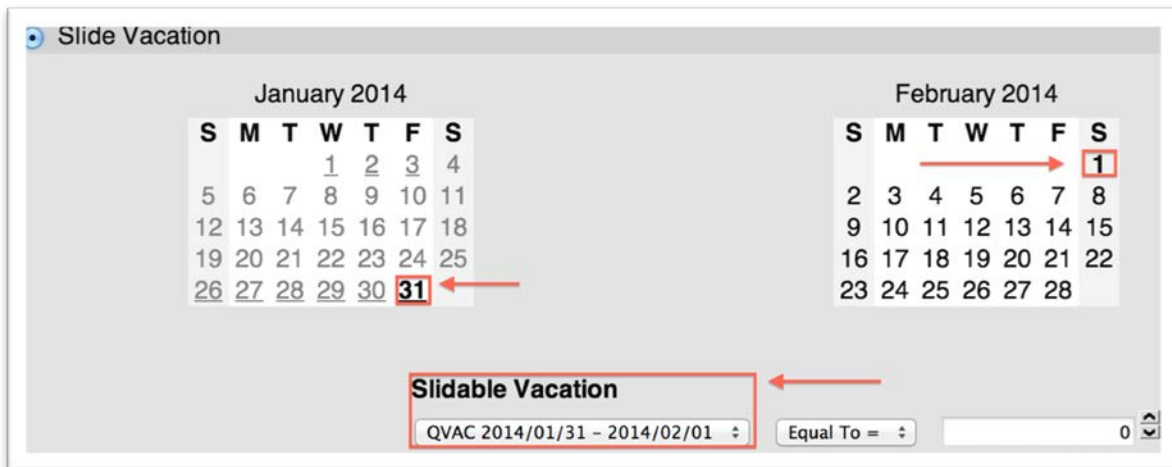 Slide Vacation
January 2014 February 2014
S M T W T F S S M T W T F S
1 2 3 4 1
5 6 7 8 9 10 11 2 3 4 5 6 7 8
12 13 14 15 16 17 18 9 10 11 12 13 14 15
19 20 21 22 23 24 25 16 17 18 19 20 21 22
26 27 28 29 30 31 23 24 25 26 27 28
Slidable Vacation
QVAC 2014/01/31 - 2014/02/01 Equal To = 0